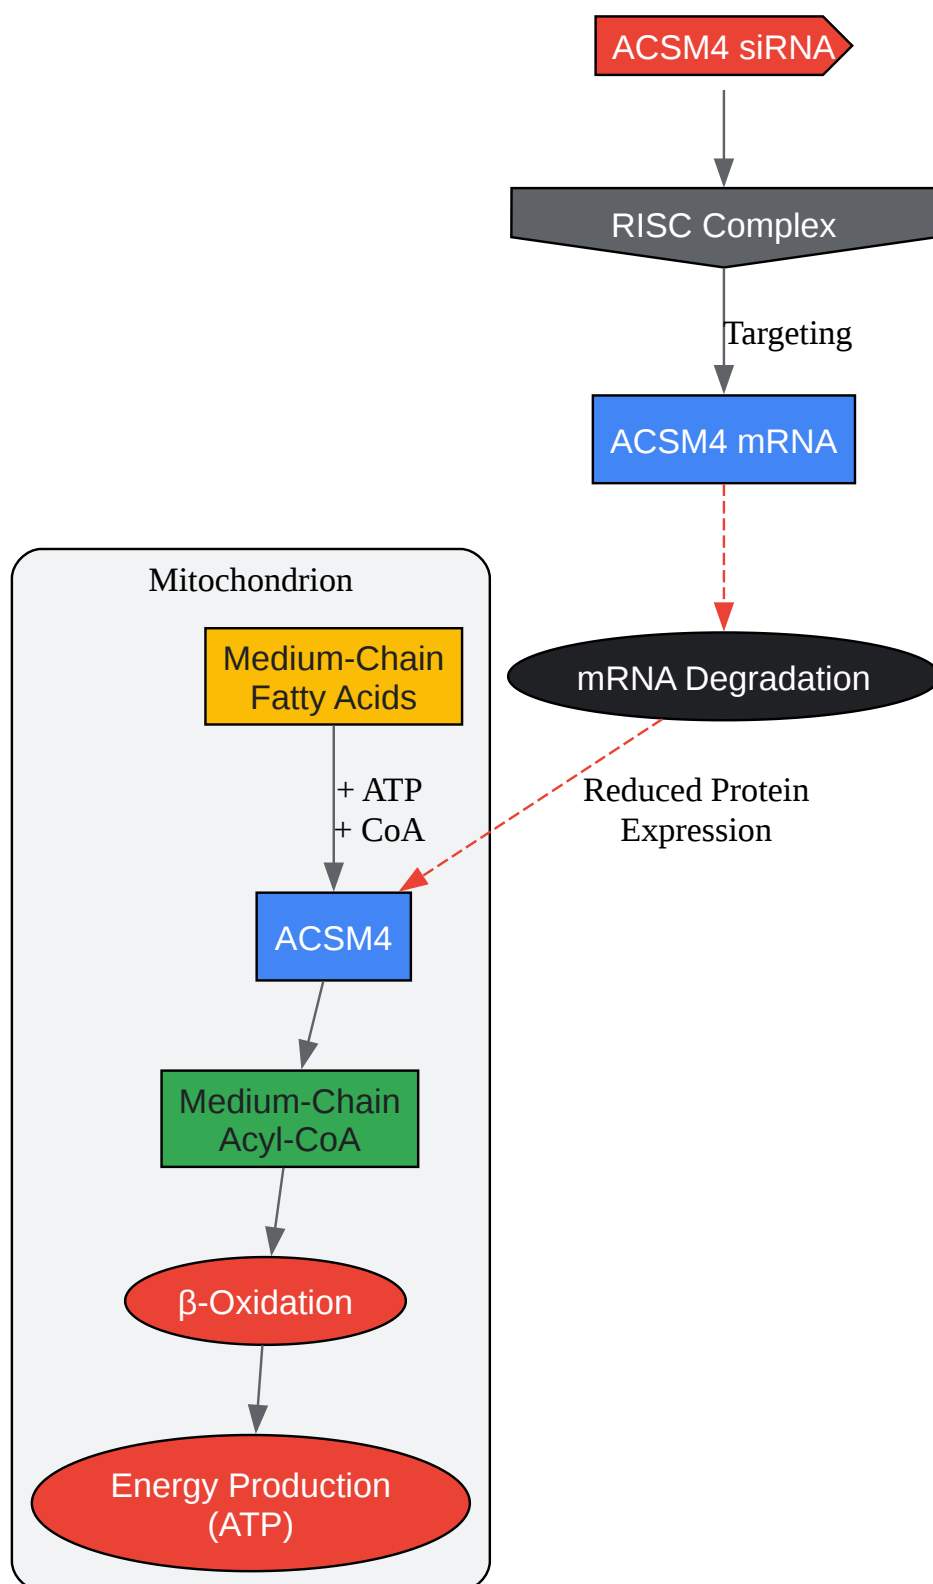 ACSM4 siRNA
RISC Complex
Targeting
ACSM4 mRNA
Mitochondrion
Medium-Chain
Fatty Acids
mRNA Degradation
+ ATP
+ CoA
Reduced Protein
Expression
ACSM4
Medium-Chain
Acyl-CoA
β-Oxidation
Energy Production
(ATP)